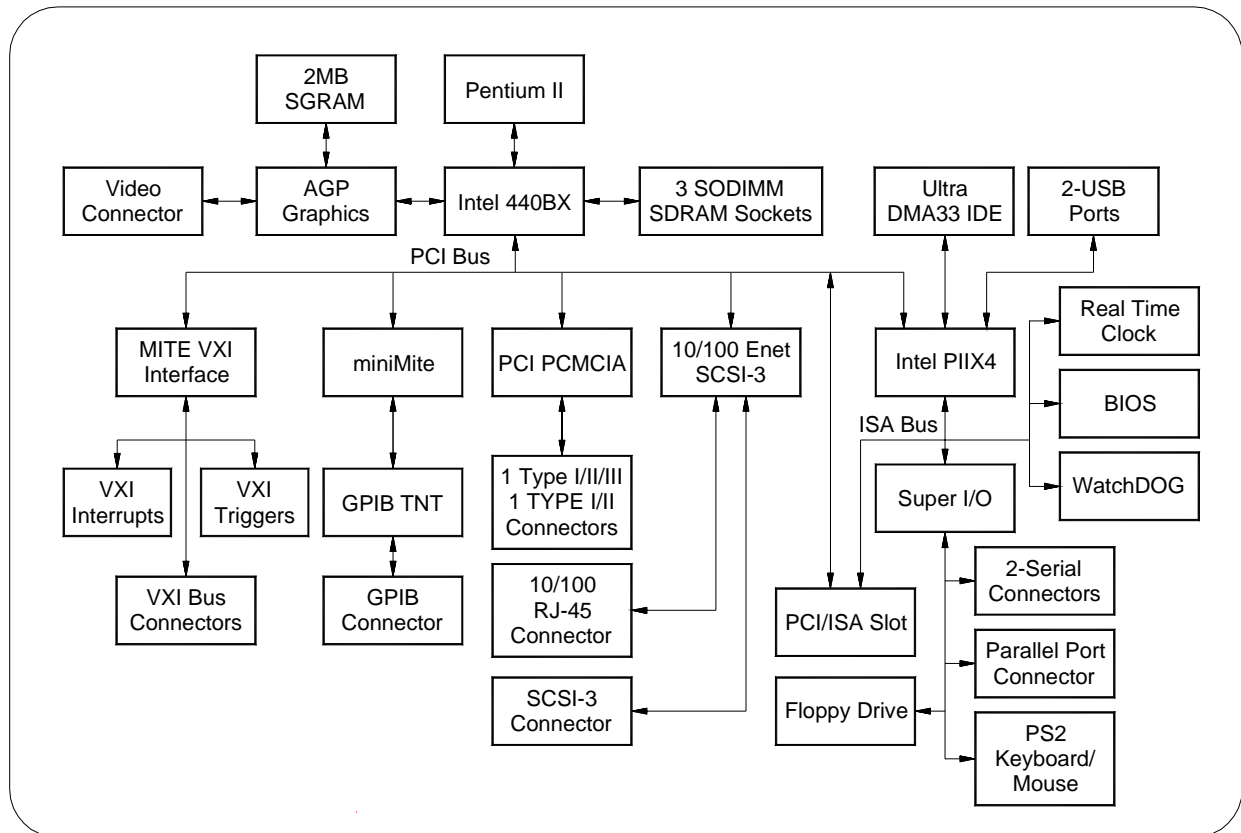 2MB
SGRAM
Pentium II
Video
Connector
AGP
Graphics
Intel 440BX
3 SODIMM
SDRAM Sockets
Ultra
DMA33 IDE
2-USB
Ports
PCI Bus
MITE VXI
Interface
miniMite
PCI PCMCIA
10/100 Enet
SCSI-3
Intel PIIX4
Real Time
Clock
BIOS
ISA Bus
WatchDOG
VXI
Interrupts
VXI
Triggers
GPIB TNT
1 Type I/II/III
1 TYPE I/II
Connectors
Super I/O
VXI Bus
Connectors
GPIB
Connector
10/100
RJ-45
Connector
PCI/ISA Slot
2-Serial
Connectors
Parallel Port
Connector
SCSI-3
Connector
Floppy Drive
PS2
Keyboard/
Mouse